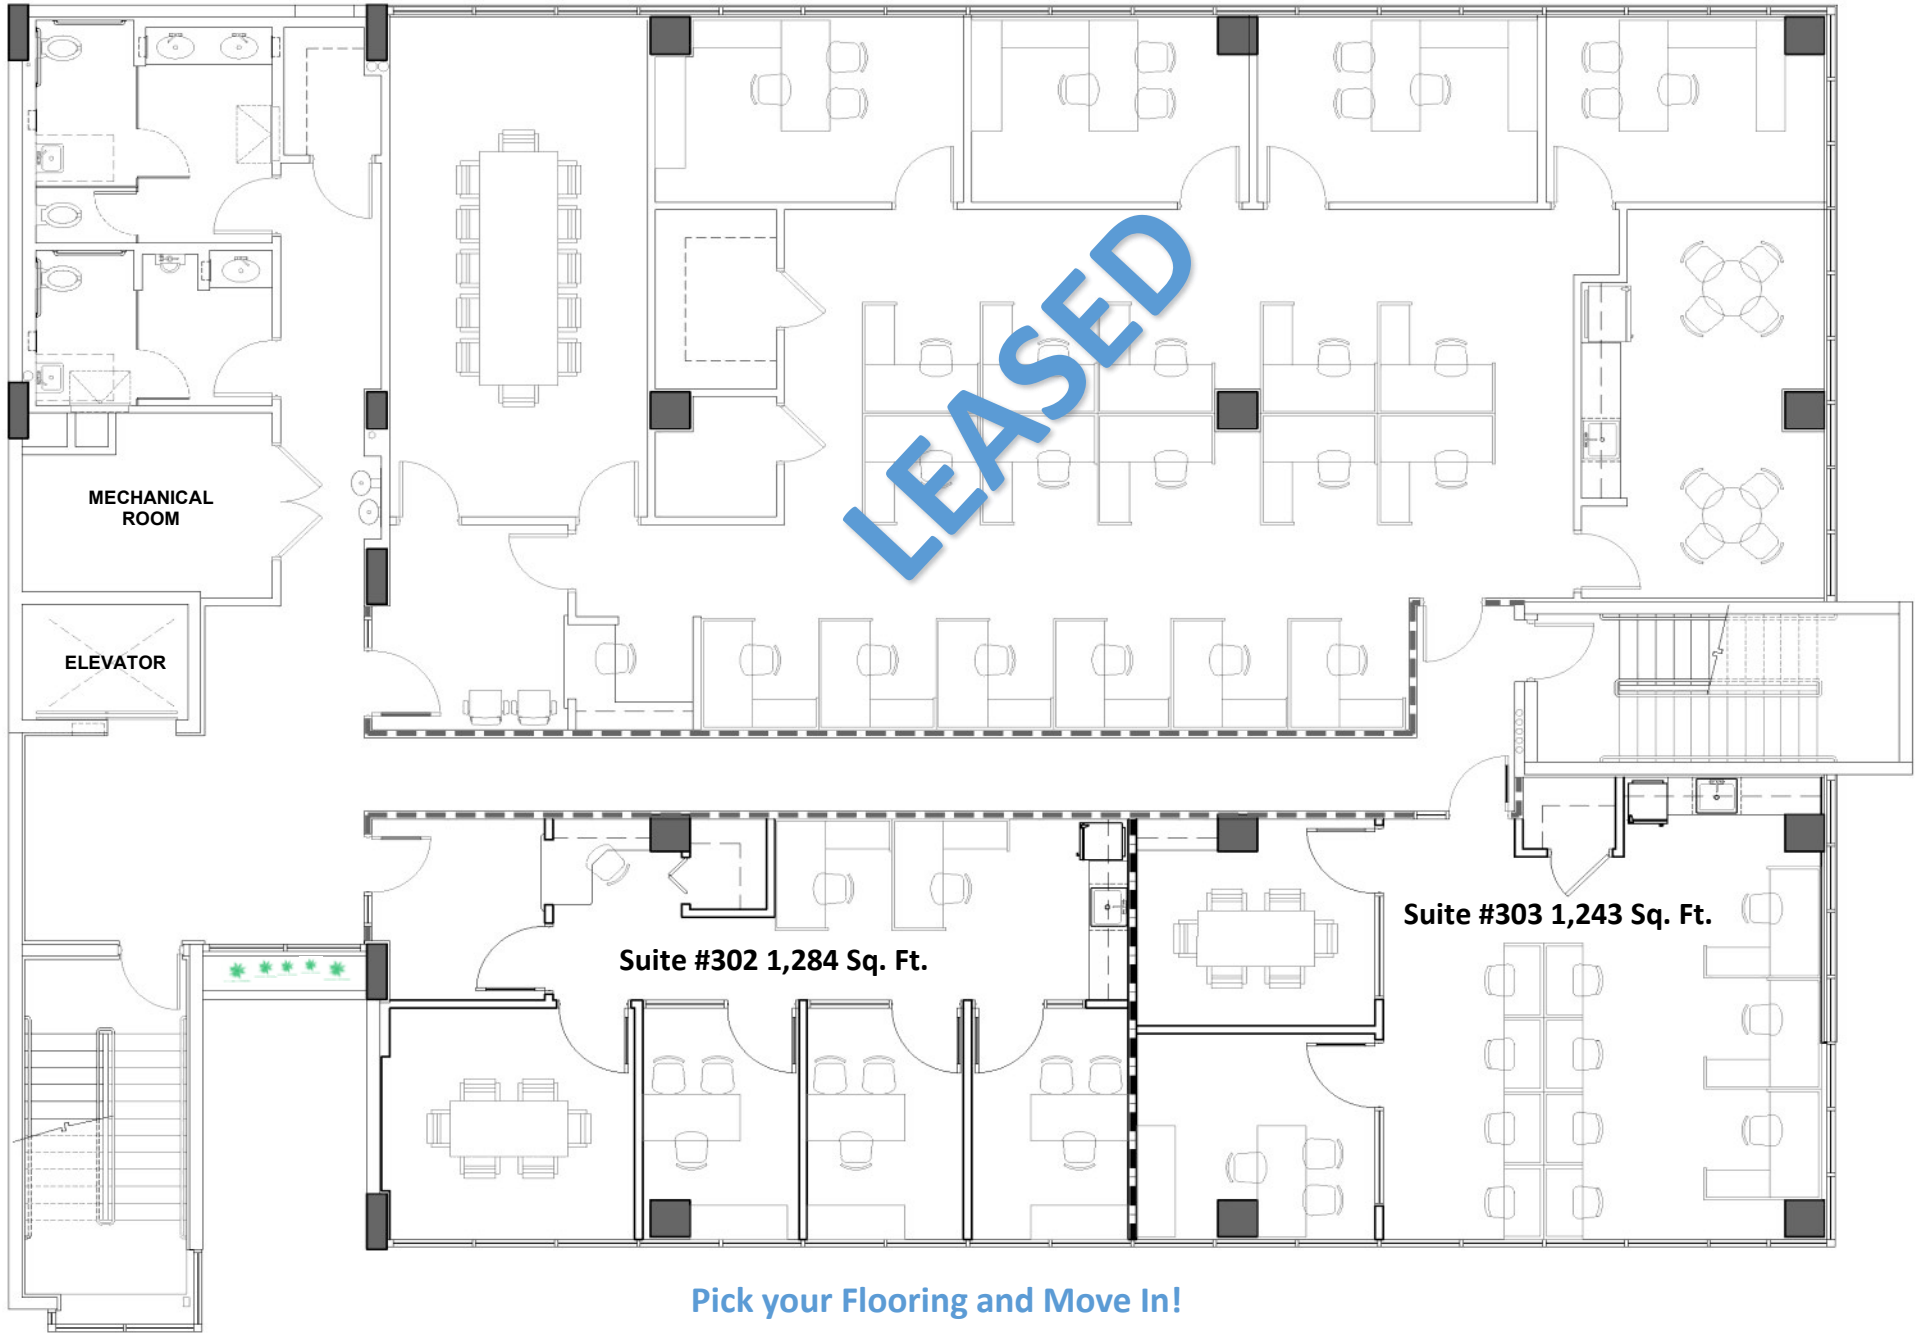 LEASED
MECHANICAL
ROOM
ELEVATOR
Suite #303 1,243 Sq. Ft.
Suite #302 1,284 Sq. Ft.
Pick your Flooring and Move In!